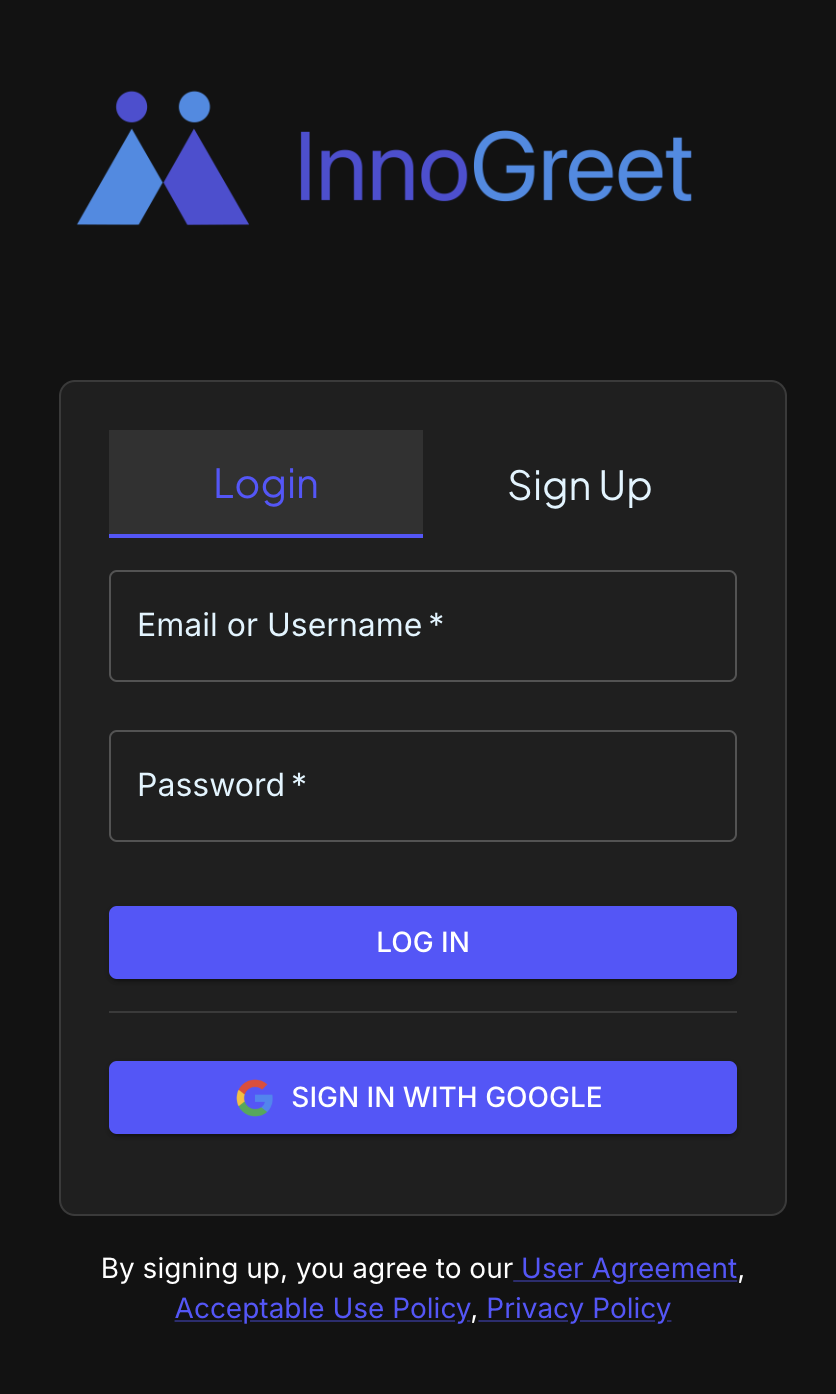 InnoGreet
Login
Sign Up
Email or Username *
Password *
LOG IN
SIGN IN WITH GOOGLE
By signing up, you agree to our User Agreement,
Acceptable Use Policy, Privacy Policy